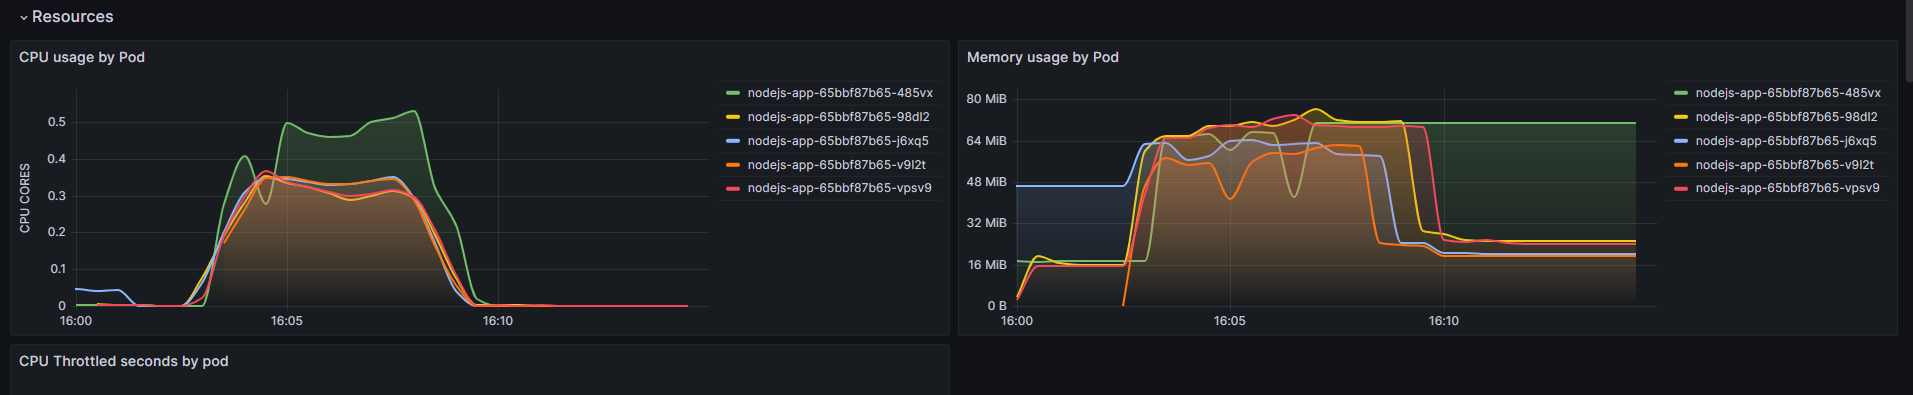 Resources
CPU usage by Pod
CPU CORES
0.5
0.4
0.3
0.2
0.1
0
16:00 16:05 16:10
nodejs-app-65bbf87b65-485vx
nodejs-app-65bbf87b65-98dl2
nodejs-app-65bbf87b65-j6xq5
nodejs-app-65bbf87b65-v9l2t
nodejs-app-65bbf87b65-vpsv9
Memory usage by Pod
80 MiB
64 MiB
48 MiB
32 MiB
16 MiB
0 B
16:00 16:05 16:10
nodejs-app-65bbf87b65-485vx
nodejs-app-65bbf87b65-98dl2
nodejs-app-65bbf87b65-j6xq5
nodejs-app-65bbf87b65-v9l2t
nodejs-app-65bbf87b65-vpsv9
CPU Throttled seconds by pod